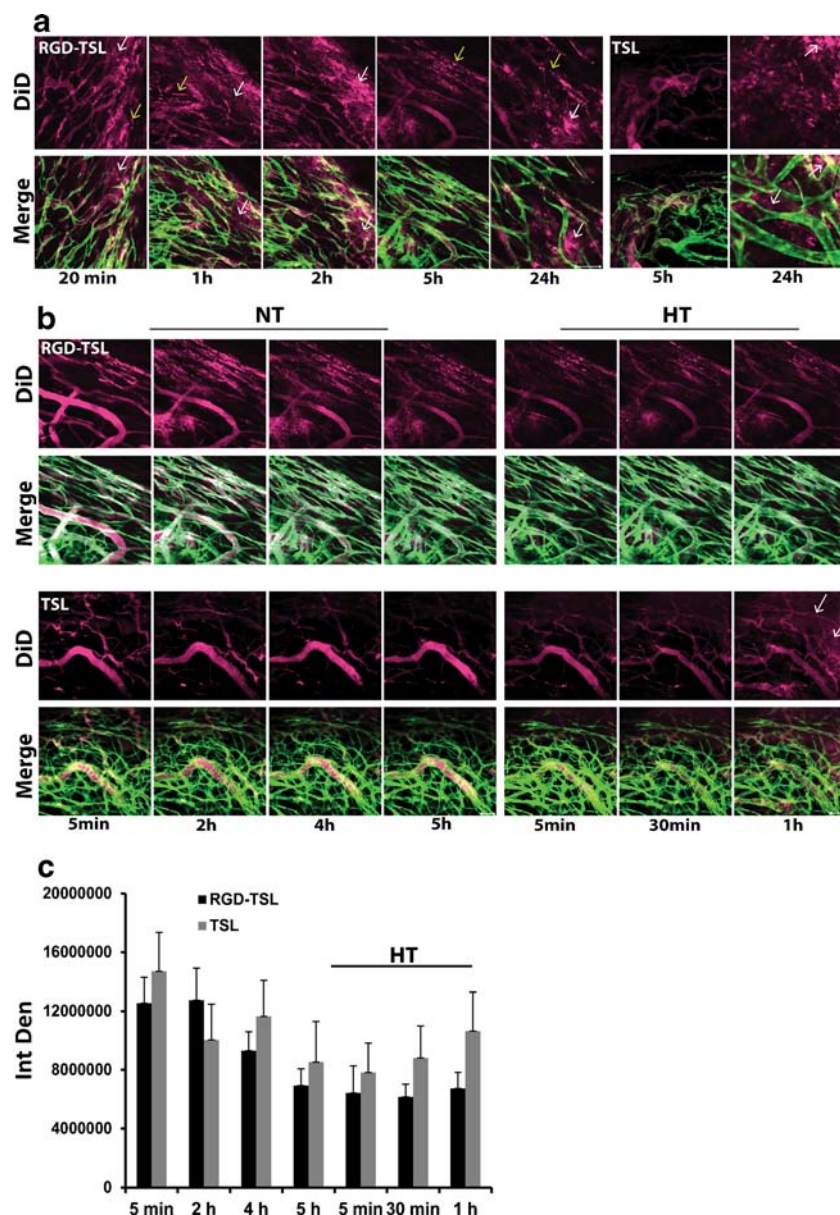 a
RGD-TSL
TSL
DiD
Merge
20 min 1h 2h 5h 24h 5h 24h
b
NT HT
RGD-TSL
DiD
Merge
TSL
DiD
Merge
5min 2h 4h 5h 5min 30min 1h
c
20000000
16000000
12000000
8000000
4000000
0
Int Den
RGD-TSL
TSL
HT
5 min 2 h 4 h 5 h 5 min 30 min 1 h